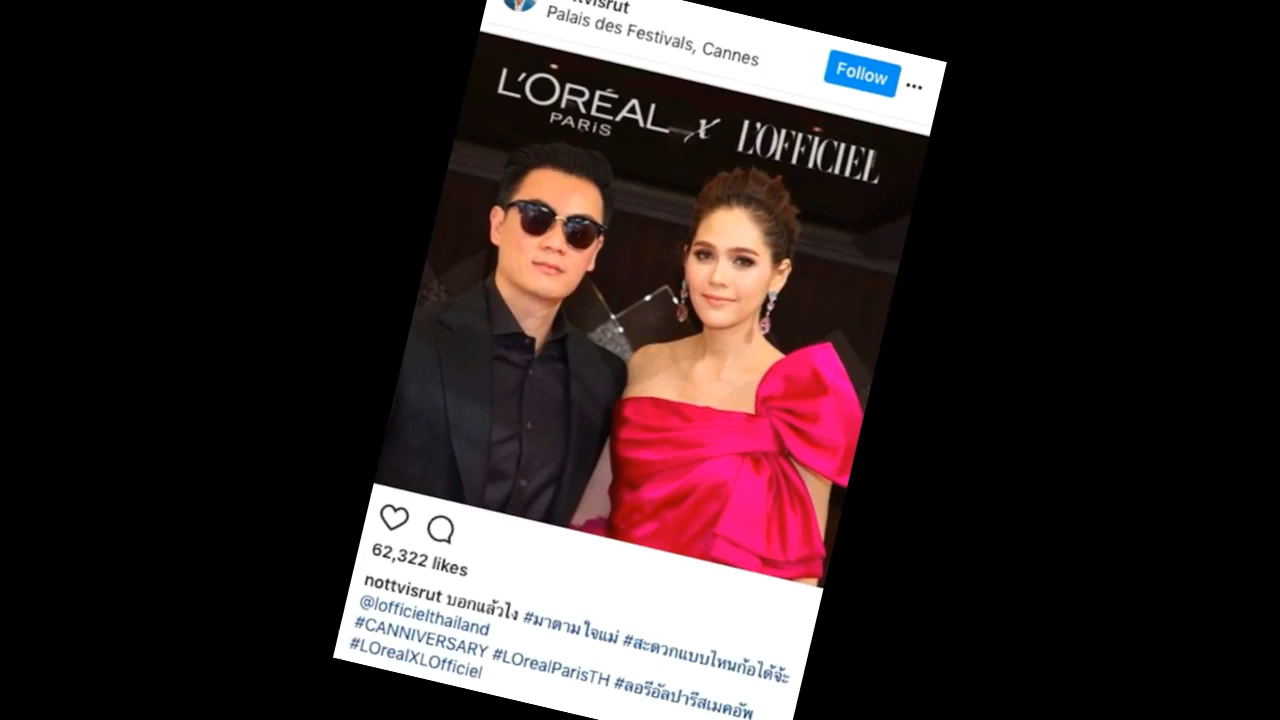 Palais des Festivals, Cannes
Follow
L'ORÉAL PARIS x L'OFFICIEL
62,322 likes
nottvisrut บอกแล้วไง #มาตามใจแม่ #สะดวกแบบไหนก้อได้จ้ะ
@lofficielthailand
#CANNIVERSARY #LOrealParisTH #ลอรีอัลปารีสเมคอัพ
#LOrealXLOfficiel